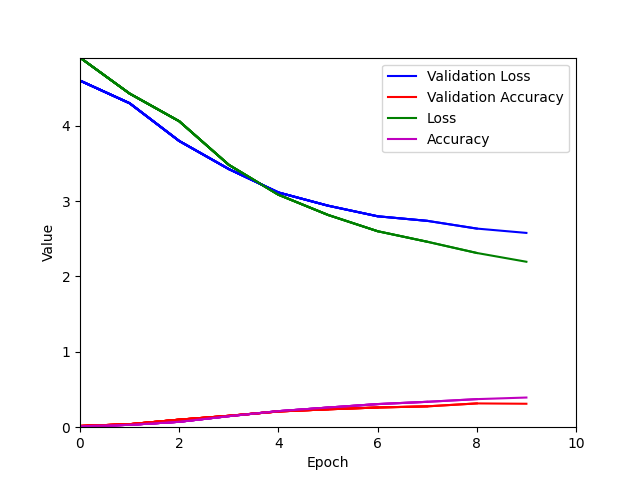 Validation Loss
Validation Accuracy
Loss
Accuracy
4
3
2
1
0
Value
0 2 4 6 8 10
Epoch